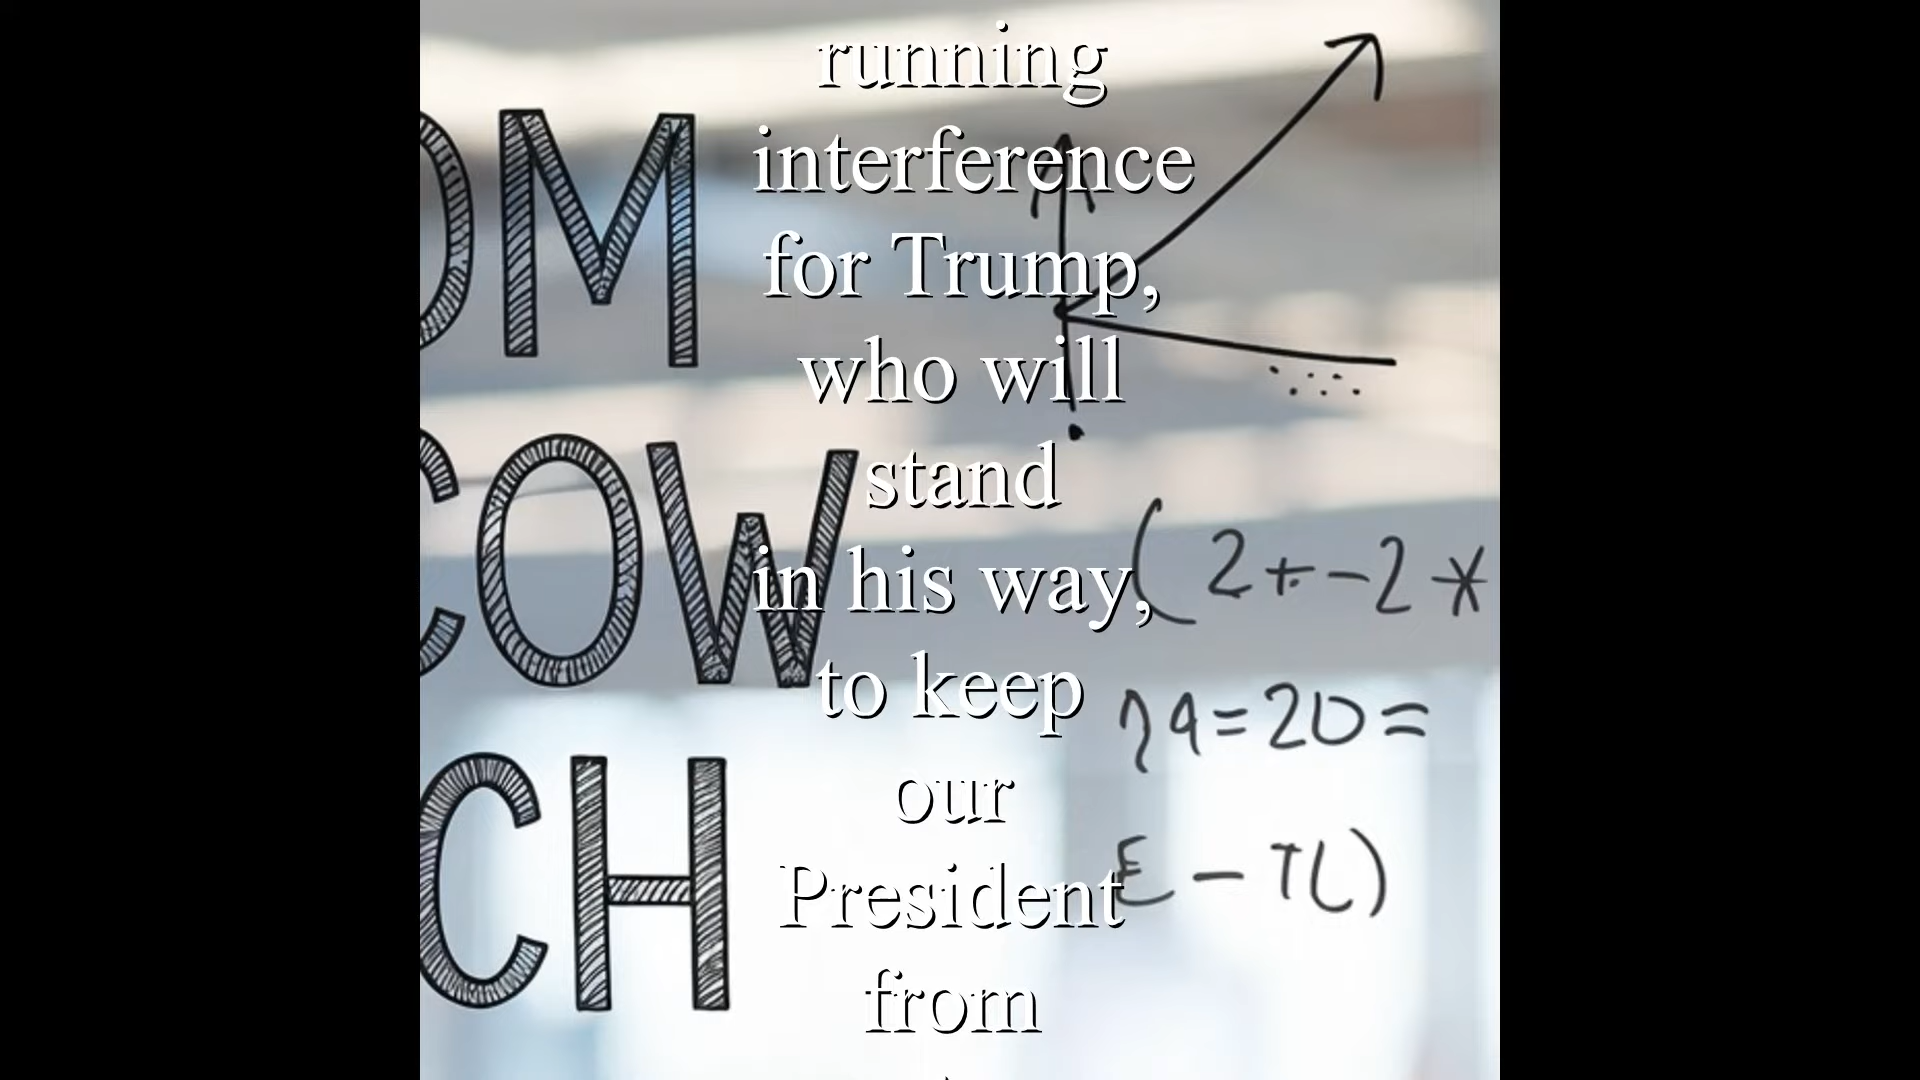 running
interference
for Trump,
who will
stand
in his way,
to keep
our
President
from
OM
COW
CH
(2+-2*
24=20=
E-TL)